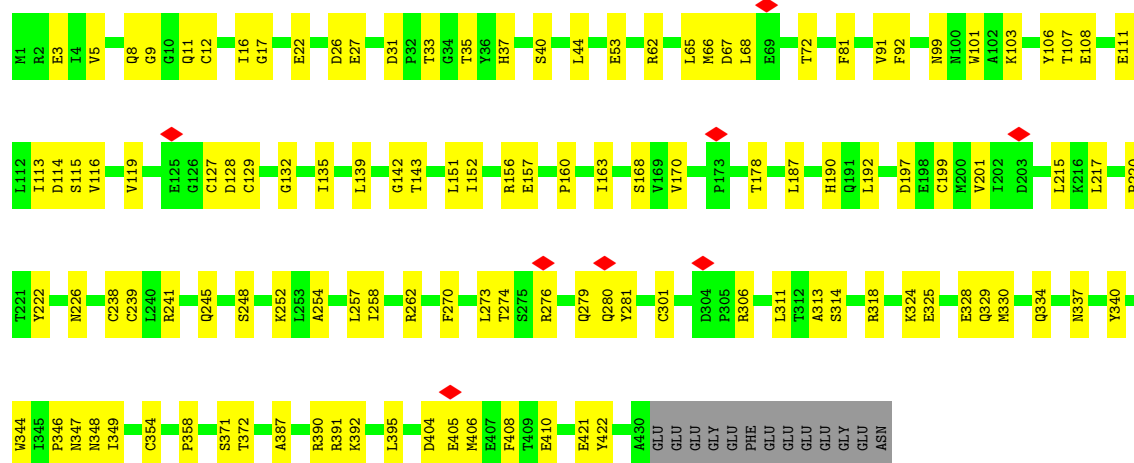 M1 R2 E3 I4 V5 Q8 G9 G10 Q11 C12 I16 G17 E22 D26 E27 D31 P32 T33 G34 T35 Y36 H37 S40 L44 E53 R62 L65 M66 D67 L68 E69 T72 F81 V91 F92 N99 N100 W101 A102 K103 Y106 T107 E108 E111
L112 I113 D114 S115 V116 V119 E125 G126 C127 D128 C129 G132 I135 L139 G142 T143 L151 I152 R156 E157 P160 I163 S168 V169 V170 P173 T178 L187 H190 Q191 L192 D197 E198 C199 M200 V201 I202 D203 L215 K216 L217
T221 Y222 N226 C238 C239 L240 R241 Q245 S248 K252 L253 A254 L257 I258 R262 F270 L273 T274 S275 R276 Q279 Q280 Y281 C301 D304 P305 R306 L311 T312 A313 S314 R318 K324 E325 E328 Q329 M330 Q334 N337 Y340
W344 I345 P346 N347 N348 I349 C354 P358 S371 T372 A387 R390 R391 K392 L395 D404 E405 M406 E407 F408 T409 E410 E421 Y422 A430 GLU GLU GLU GLY GLU PHE GLU GLU GLU GLU GLY GLU ASN